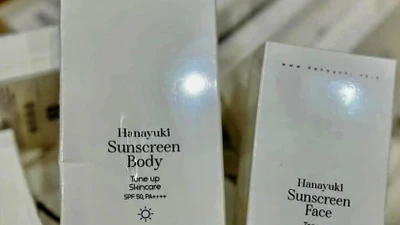 Hanayuki
Sunscreen
Body
Tone up
Skincare
SPF 50, PA++++
Hanayuki
Sunscreen
Face